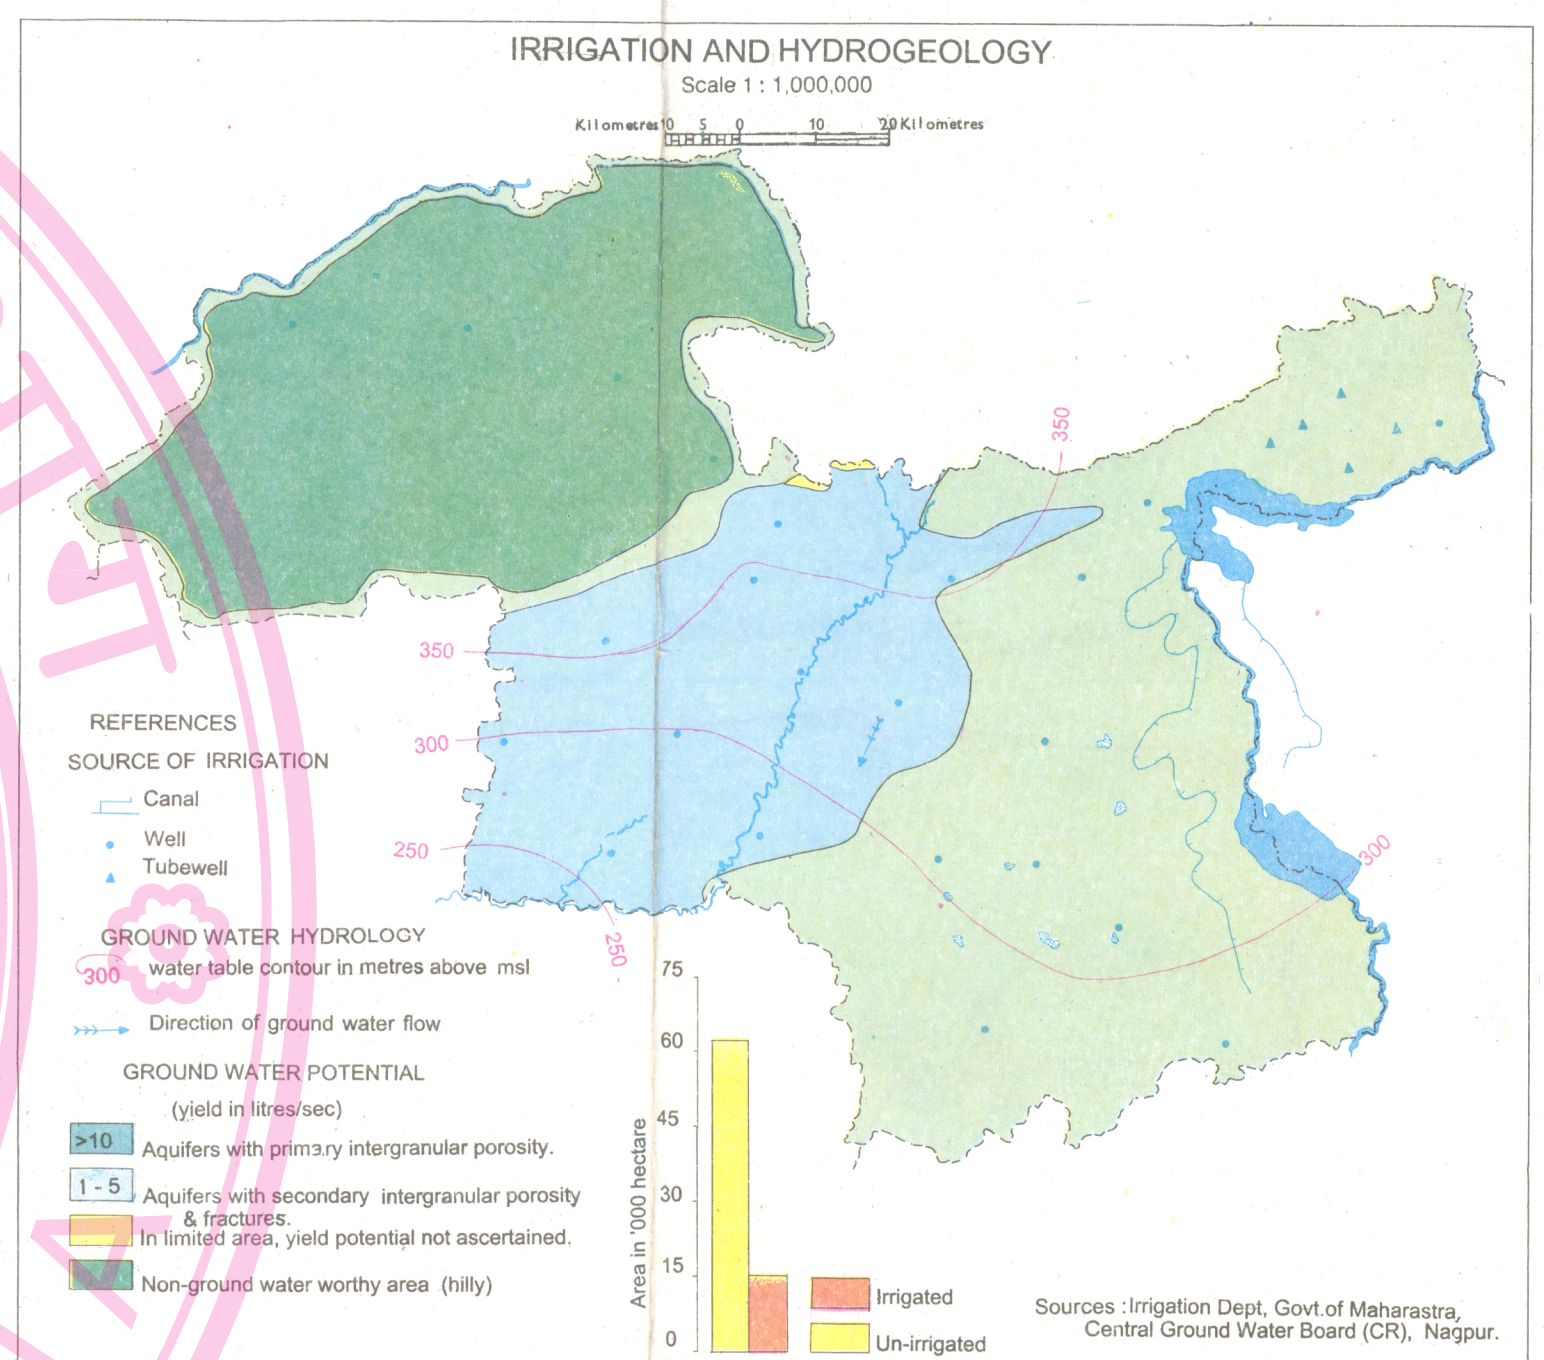 IRRIGATION AND HYDROGEOLOGY
Scale 1 : 1,000,000
Kilometres 10 5 0 10 20 Kilometres
350
350
300
250
300
250
REFERENCES
SOURCE OF IRRIGATION
Canal
Well
Tubewell
GROUND WATER HYDROLOGY
300 water table contour in metres above msl
Direction of ground water flow
GROUND WATER POTENTIAL
(yield in litres/sec)
>10 Aquifers with primary intergranular porosity.
1 - 5 Aquifers with secondary intergranular porosity
& fractures.
In limited area, yield potential not ascertained.
Non-ground water worthy area (hilly)
Area in '000 hectare
75
60
45
30
15
0
Irrigated
Un-irrigated
Sources : Irrigation Dept, Govt.of Maharastra,
Central Ground Water Board (CR), Nagpur.